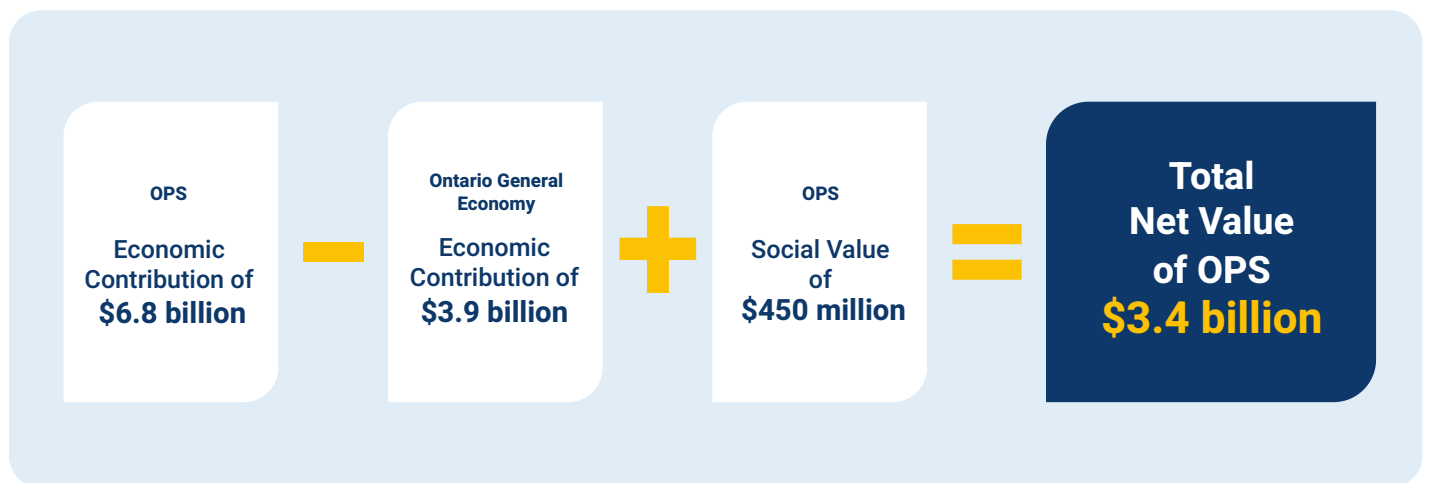 OPS
Economic
Contribution of
$6.8 billion
Ontario General
Economy
Economic
Contribution of
$3.9 billion
OPS
Social Value
of
$450 million
Total
Net Value
of OPS
$3.4 billion